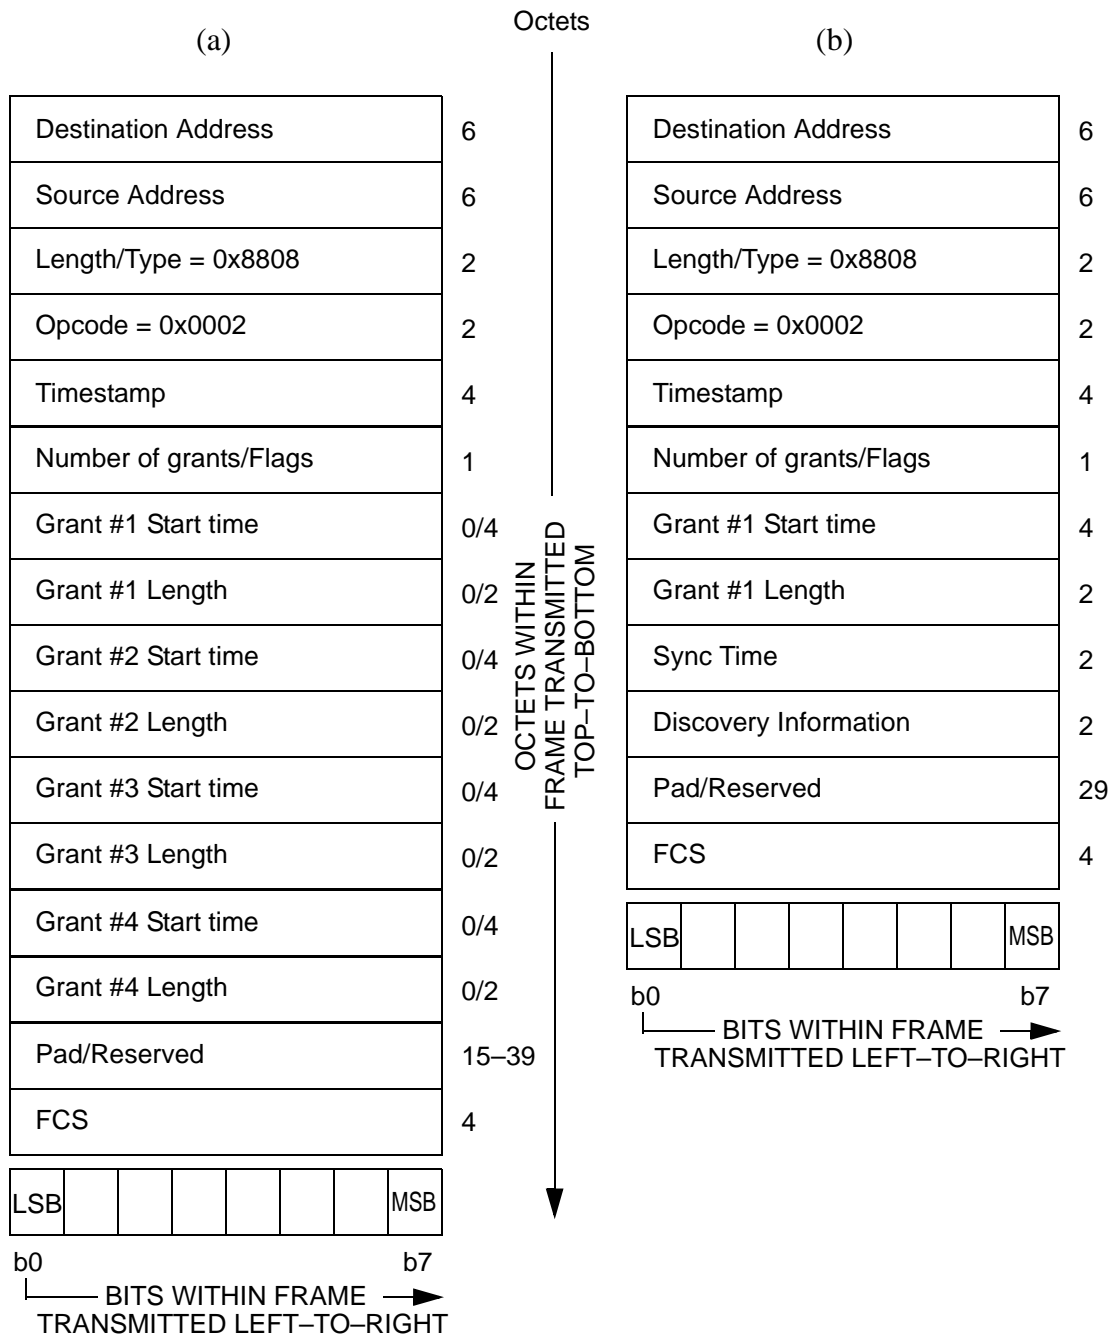 Octets
(a)
Destination Address 6
Source Address 6
Length/Type = 0x8808 2
Opcode = 0x0002 2
Timestamp 4
Number of grants/Flags 1
Grant #1 Start time 0/4
Grant #1 Length 0/2
Grant #2 Start time 0/4
Grant #2 Length 0/2
Grant #3 Start time 0/4
Grant #3 Length 0/2
Grant #4 Start time 0/4
Grant #4 Length 0/2
Pad/Reserved 15–39
FCS 4
LSB MSB
b0 b7
BITS WITHIN FRAME
TRANSMITTED LEFT–TO–RIGHT
OCTETS WITHIN
FRAME TRANSMITTED
TOP–TO–BOTTOM
(b)
Destination Address 6
Source Address 6
Length/Type = 0x8808 2
Opcode = 0x0002 2
Timestamp 4
Number of grants/Flags 1
Grant #1 Start time 4
Grant #1 Length 2
Sync Time 2
Discovery Information 2
Pad/Reserved 29
FCS 4
LSB MSB
b0 b7
BITS WITHIN FRAME
TRANSMITTED LEFT–TO–RIGHT